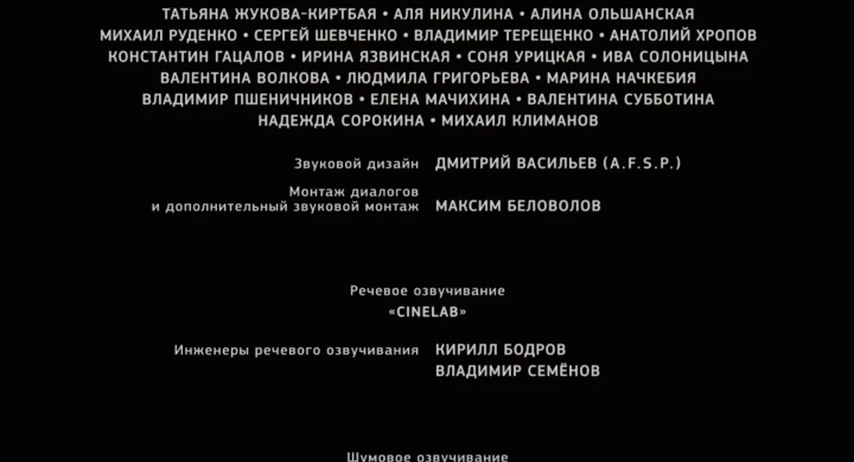 ТАТЬЯНА ЖУКОВА-КИРТБАЯ • АЛЯ НИКУЛИНА • АЛИНА ОЛЬШАНСКАЯ
МИХАИЛ РУДЕНКО • СЕРГЕЙ ШЕВЧЕНКО • ВЛАДИМИР ТЕРЕЩЕНКО • АНАТОЛИЙ ХРОПОВ
КОНСТАНТИН ГАЦАЛОВ • ИРИНА ЯЗВИНСКАЯ • СОНЯ УРИЦКАЯ • ИВА СОЛОНИЦЫНА
ВАЛЕНТИНА ВОЛКОВА • ЛЮДМИЛА ГРИГОРЬЕВА • МАРИНА НАЧКЕБИЯ
ВЛАДИМИР ПШЕНИЧНИКОВ • ЕЛЕНА МАЧИХИНА • ВАЛЕНТИНА СУББОТИНА
НАДЕЖДА СОРОКИНА • МИХАИЛ КЛИМАНОВ
Звуковой дизайн ДМИТРИЙ ВАСИЛЬЕВ (A.F.S.P.)
Монтаж диалогов
и дополнительный звуковой монтаж МАКСИМ БЕЛОВОЛОВ
Речевое озвучивание
«CINELAB»
Инженеры речевого озвучивания КИРИЛЛ БОДРОВ
ВЛАДИМИР СЕМЁНОВ
Шумовое озвучивание